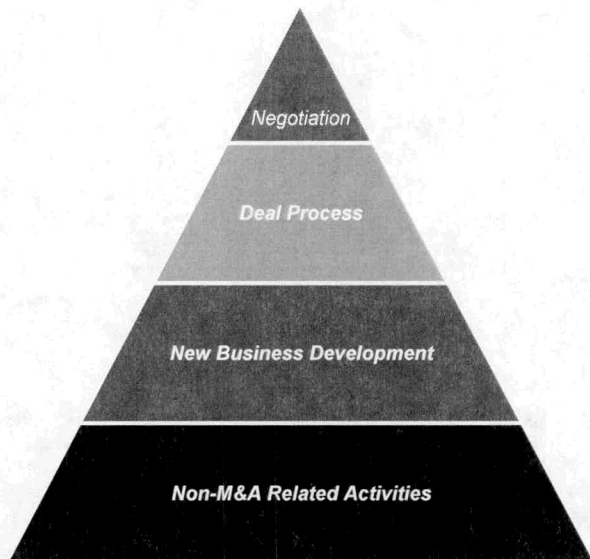 Negotiation
Deal Process
New Business Development
Non-M&A Related Activities